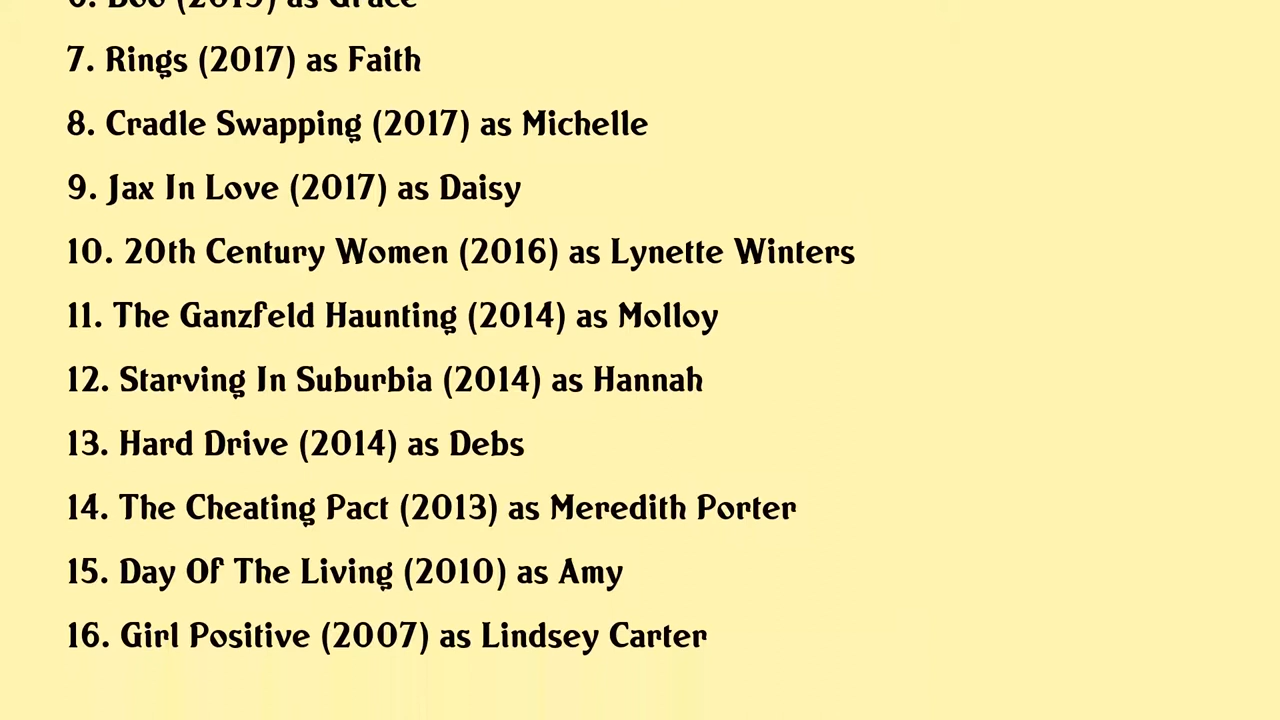 7. Rings (2017) as Faith
8. Cradle Swapping (2017) as Michelle
9. Jax In Love (2017) as Daisy
10. 20th Century Women (2016) as Lynette Winters
11. The Ganzfeld Haunting (2014) as Molloy
12. Starving In Suburbia (2014) as Hannah
13. Hard Drive (2014) as Debs
14. The Cheating Pact (2013) as Meredith Porter
15. Day Of The Living (2010) as Amy
16. Girl Positive (2007) as Lindsey Carter